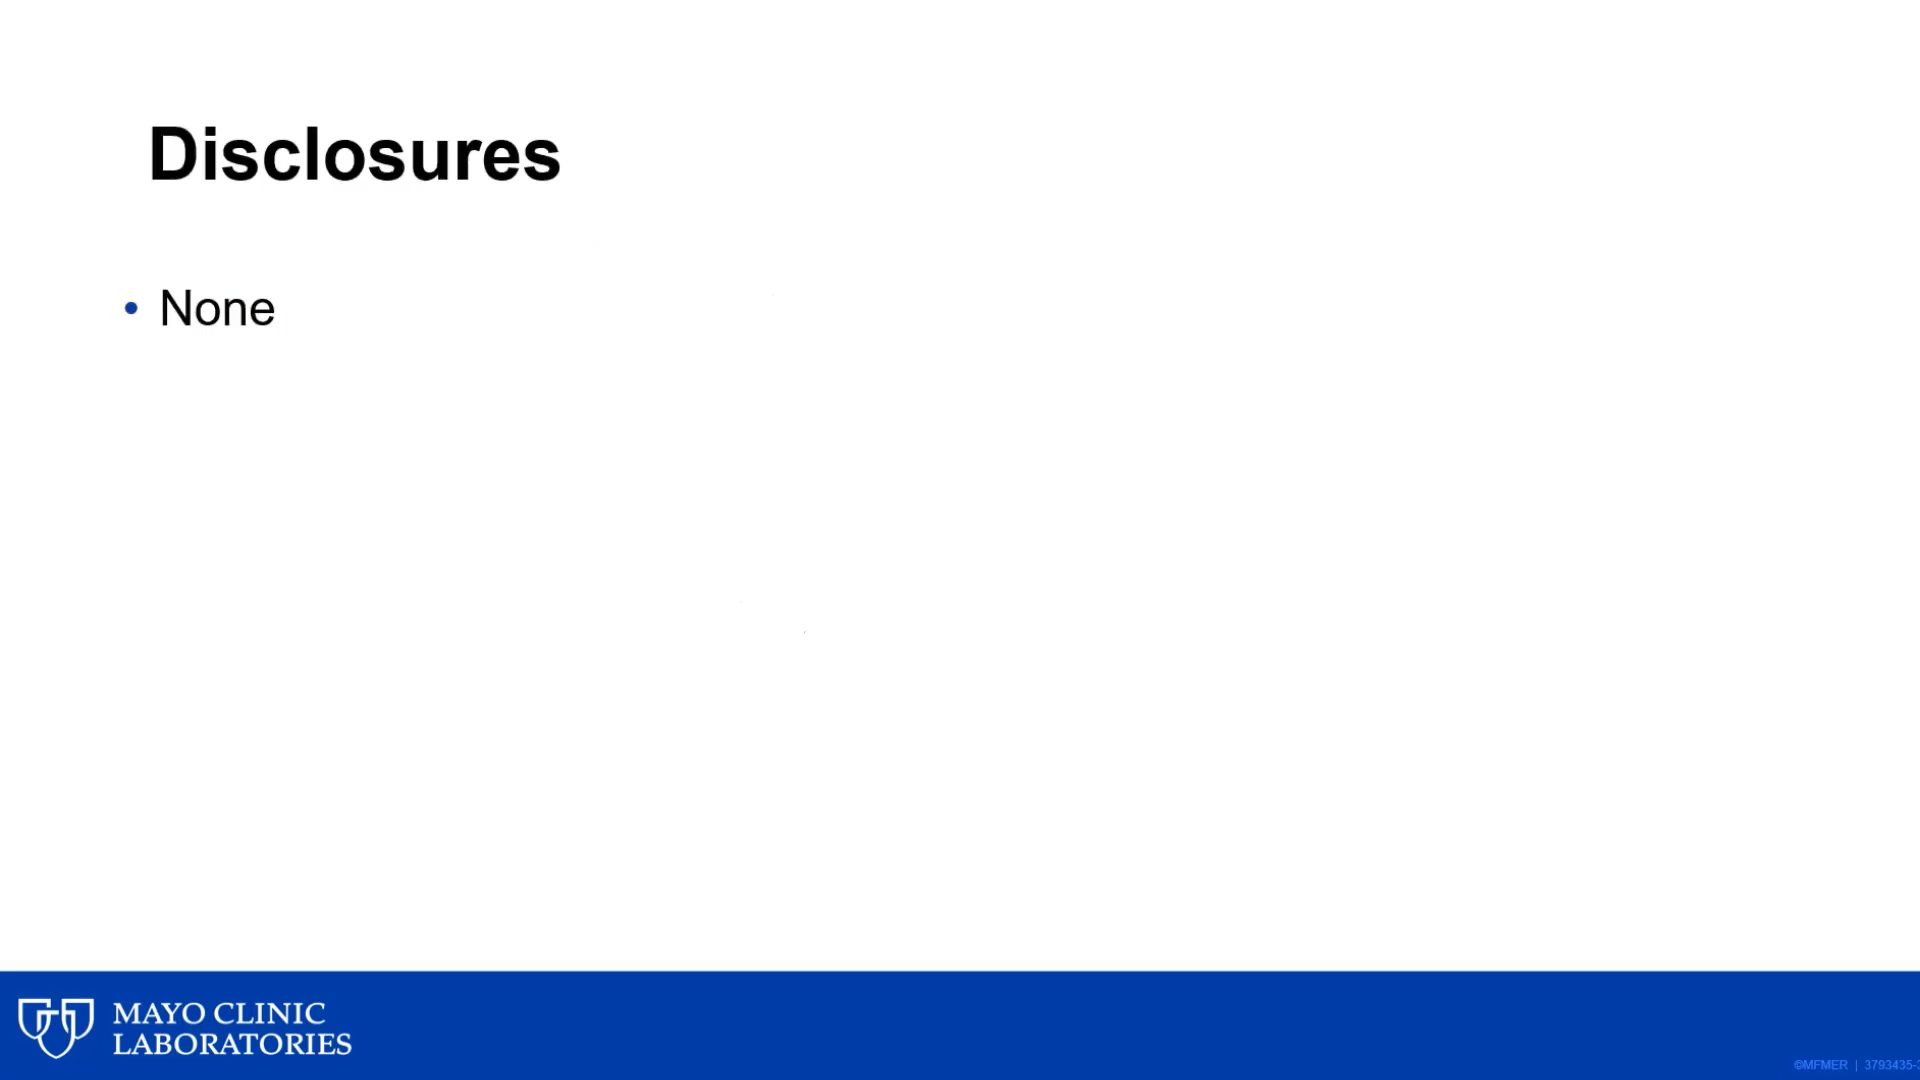 Disclosures
• None
MAYO CLINIC
LABORATORIES
©MFMER | 3793435-